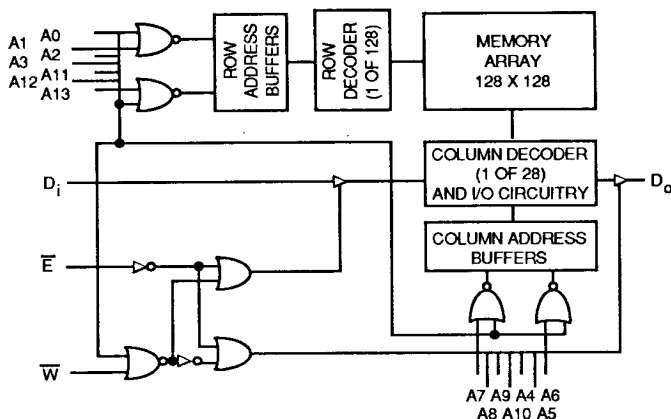 A0
A1
A2
A3
A11
A12
A13
ROW
ADDRESS
BUFFERS
ROW
DECODER
(1 OF 128)
MEMORY
ARRAY
128 X 128
Di
COLUMN DECODER
(1 OF 28)
AND I/O CIRCUITRY
Do
COLUMN ADDRESS
BUFFERS
E
W
A7 A9 A4 A6
A8 A10 A5